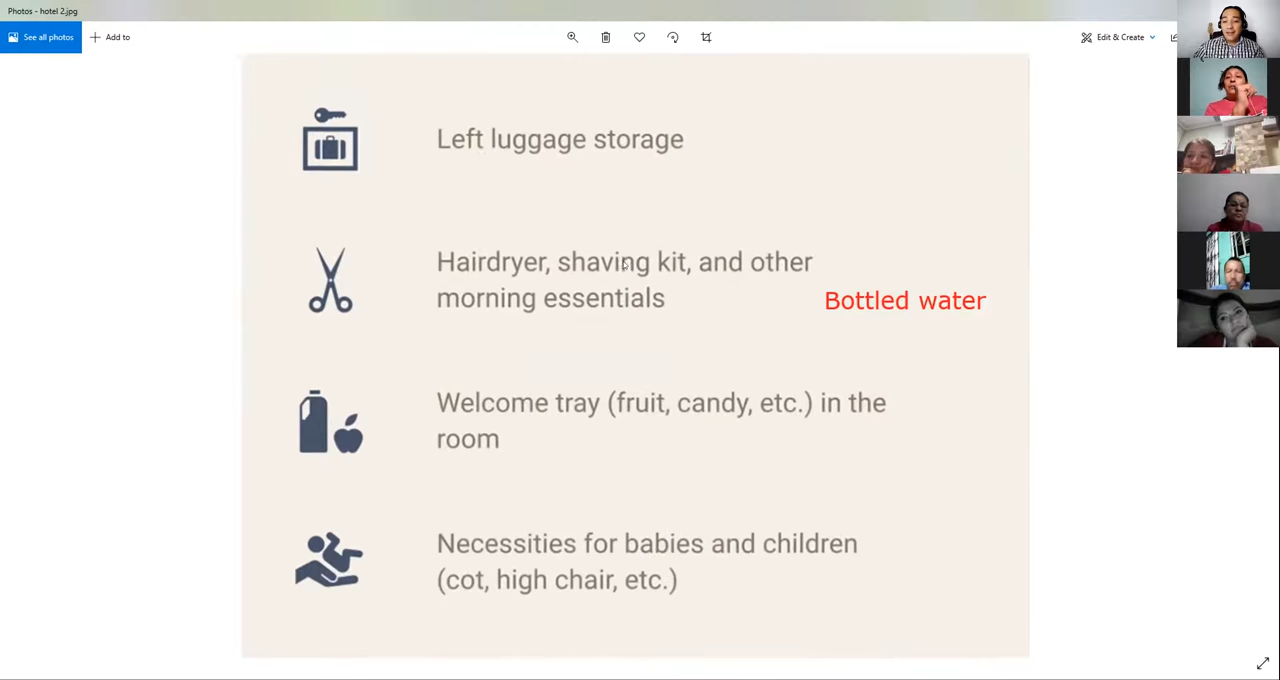 Photos - hotel 2.jpg
See all photos
Add to
Edit & Create
Left luggage storage
Hairdryer, shaving kit, and other
morning essentials
Bottled water
Welcome tray (fruit, candy, etc.) in the
room
Necessities for babies and children
(cot, high chair, etc.)